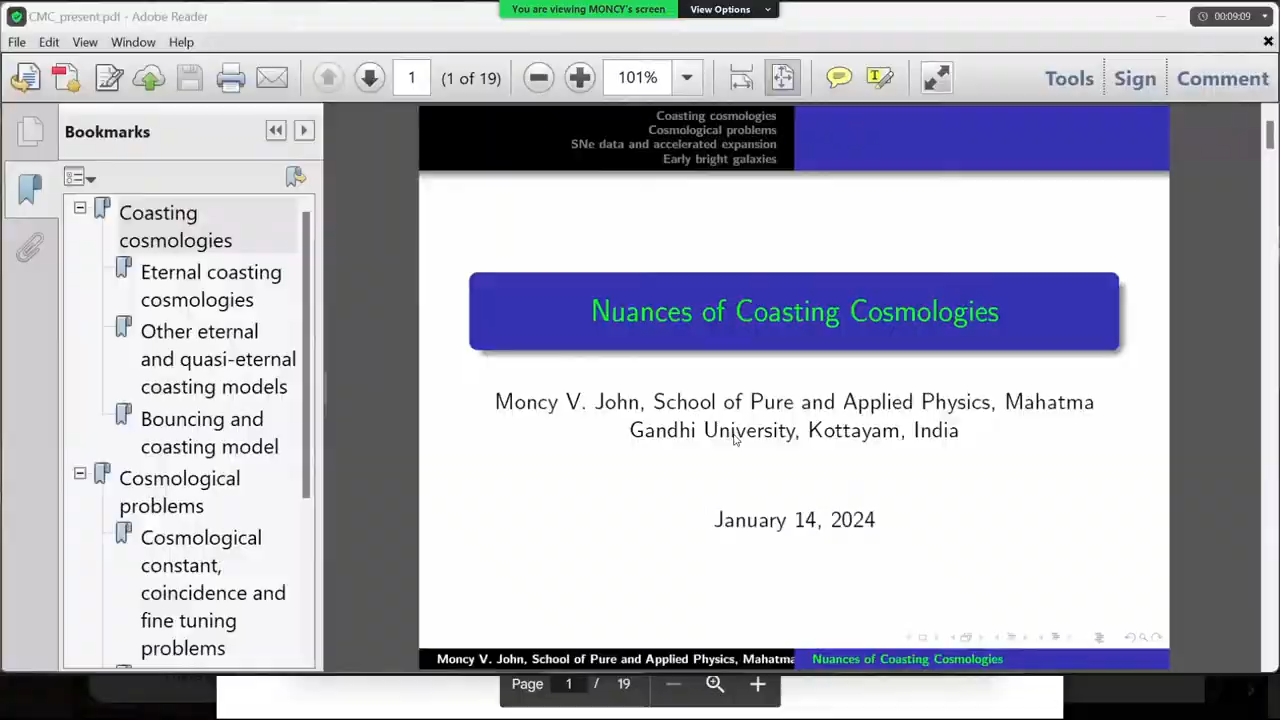 You are viewing MONCY's screen
View Options
CMC_present.pdf - Adobe Reader
00:09:09
File Edit View Window Help
1 (1 of 19) 101% Tools Sign Comment
Bookmarks
Coasting
cosmologies
Eternal coasting
cosmologies
Other eternal
and quasi-eternal
coasting models
Bouncing and
coasting model
Cosmological
problems
Cosmological
constant,
coincidence and
fine tuning
problems
Coasting cosmologies
Cosmological problems
SNe data and accelerated expansion
Early bright galaxies
Nuances of Coasting Cosmologies
Moncy V. John, School of Pure and Applied Physics, Mahatma
Gandhi University, Kottayam, India
January 14, 2024
Moncy V. John, School of Pure and Applied Physics, Mahatma
Nuances of Coasting Cosmologies
Page 1 / 19